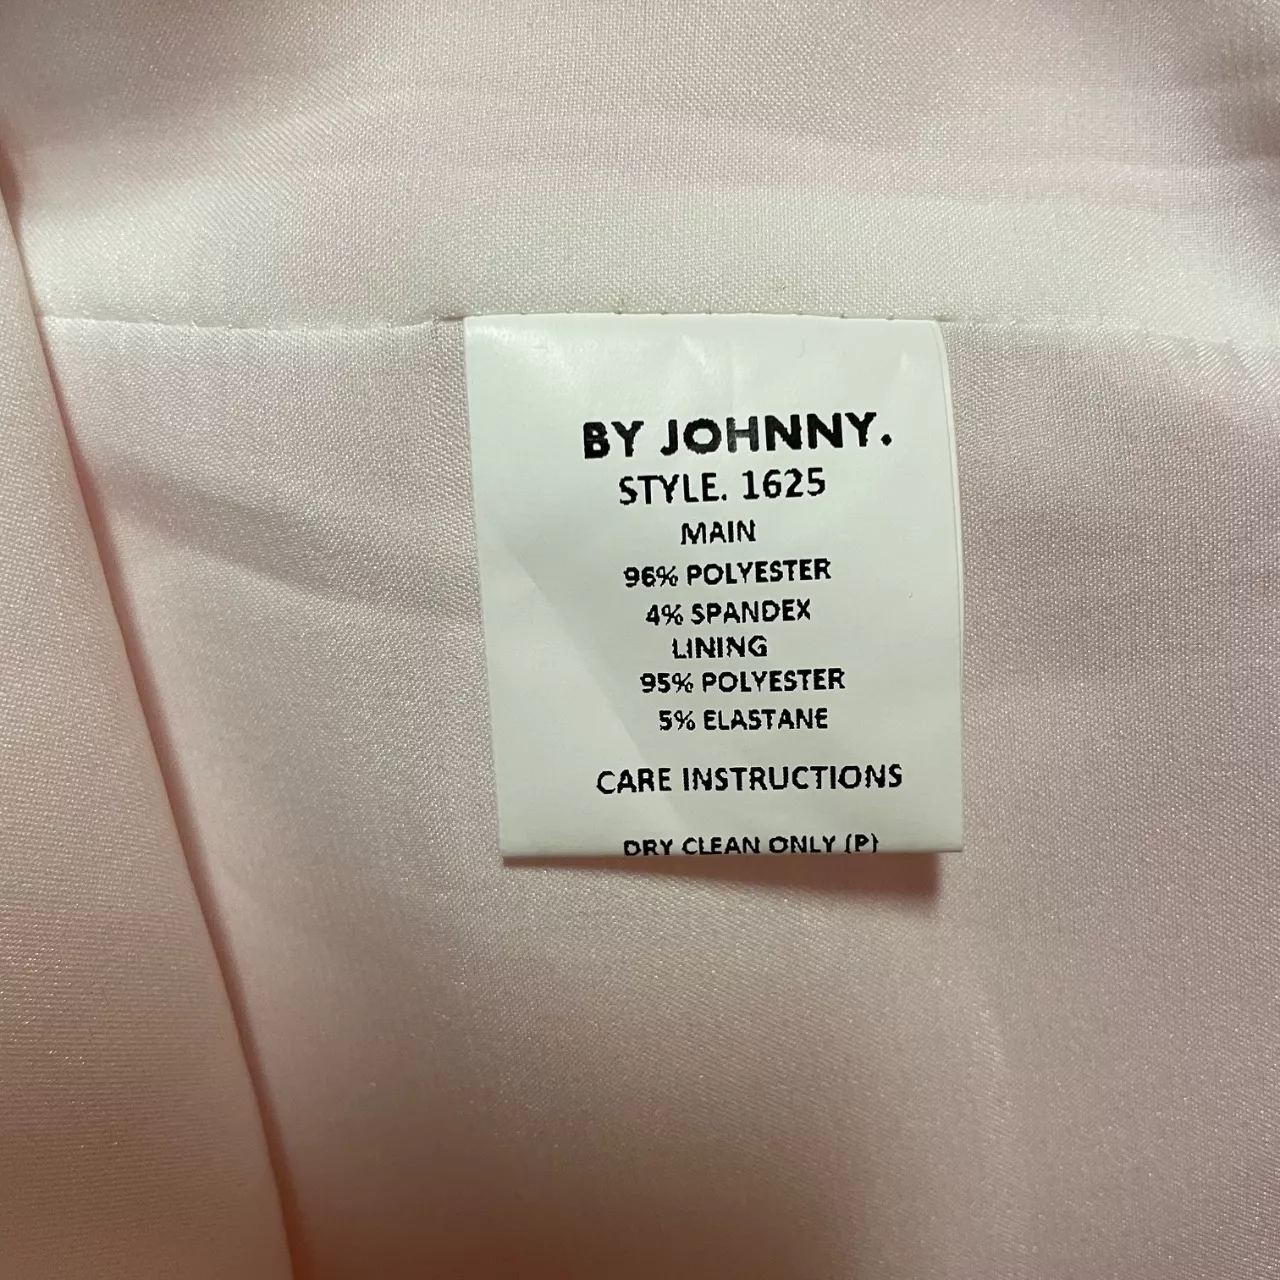 BY JOHNNY.
STYLE. 1625
MAIN
96% POLYESTER
4% SPANDEX
LINING
95% POLYESTER
5% ELASTANE
CARE INSTRUCTIONS
DRY CLEAN ONLY (P)